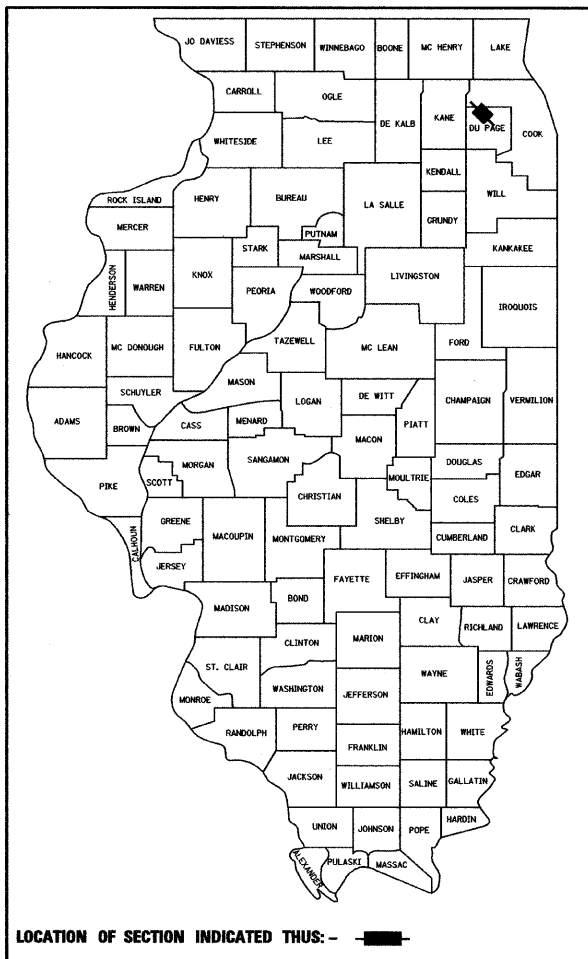 JO DAVIESS
STEPHENSON
WINNEBAGO
BOONE
MC HENRY
LAKE
CARROLL
OGLE
DE KALB
KANE
DU PAGE
COOK
WHITESIDE
LEE
KENDALL
WILL
ROCK ISLAND
HENRY
BUREAU
LA SALLE
GRUNDY
MERCER
PUTNAM
STARK
MARSHALL
KANKAKEE
HENDERSON
WARREN
KNOX
PEORIA
WOODFORD
LIVINGSTON
IROQUOIS
HANCOCK
MC DONOUGH
FULTON
TAZEWELL
MC LEAN
FORD
SCHUYLER
MASON
LOGAN
DE WITT
CHAMPAIGN
VERMILION
ADAMS
BROWN
CASS
MENARD
PIATT
MACON
PIKE
SCOTT
MORGAN
SANGAMON
CHRISTIAN
MOULTRIE
DOUGLAS
EDGAR
COLES
CALHOUN
GREENE
MACOUPIN
MONTGOMERY
SHELBY
CUMBERLAND
CLARK
JERSEY
FAYETTE
EFFINGHAM
JASPER
CRAWFORD
MADISON
BOND
CLAY
RICHLAND
LAWRENCE
CLINTON
MARION
ST. CLAIR
WAYNE
EDWARDS
WABASH
WASHINGTON
JEFFERSON
MONROE
RANDOLPH
PERRY
HAMILTON
WHITE
FRANKLIN
JACKSON
WILLIAMSON
SALINE
GALLATIN
UNION
JOHNSON
POPE
HARDIN
ALEXANDER
PULASKI
MASSAC
LOCATION OF SECTION INDICATED THUS: -